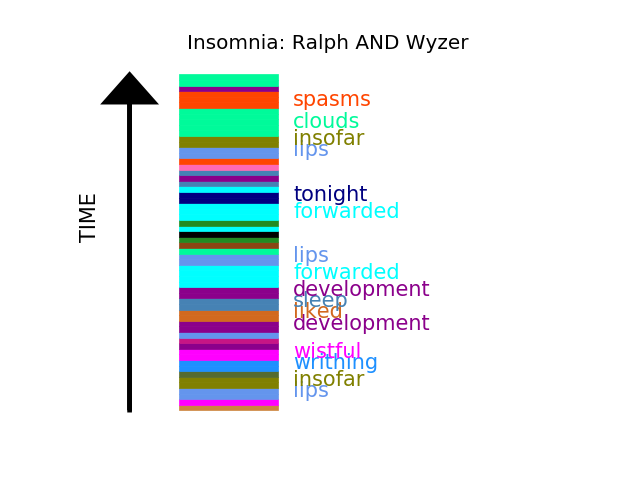 Insomnia: Ralph AND Wyzer
spasms
clouds
insofar
lips
tonight
forwarded
lips
forwarded
development
sleep
liked
development
wistful
writhing
insofar
lips
TIME